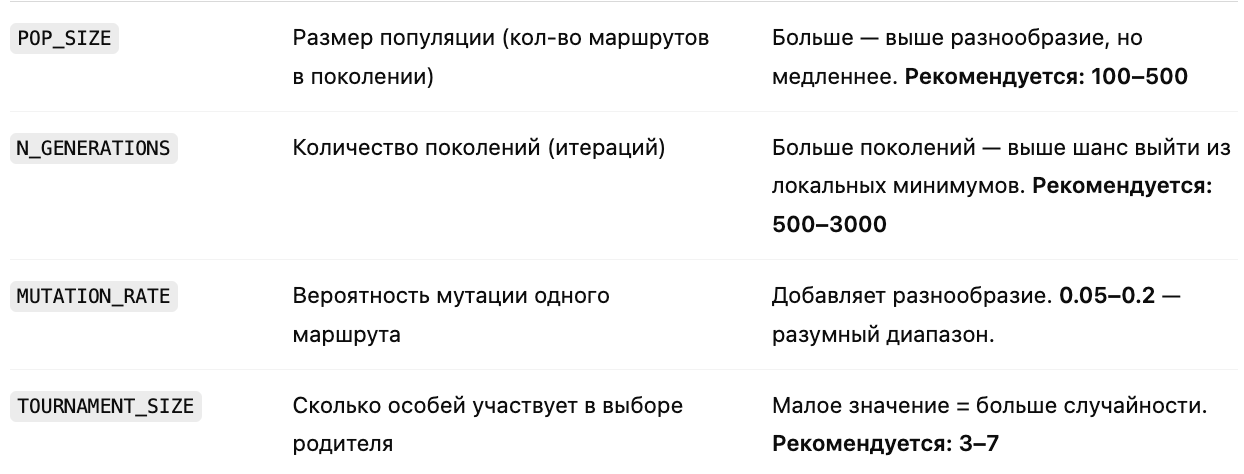 POP_SIZE
Размер популяции (кол-во маршрутов
в поколении)
Больше — выше разнообразие, но
медленнее. Рекомендуется: 100–500
N_GENERATIONS
Количество поколений (итераций)
Больше поколений — выше шанс выйти из
локальных минимумов. Рекомендуется:
500–3000
MUTATION_RATE
Вероятность мутации одного
маршрута
Добавляет разнообразие. 0.05–0.2 —
разумный диапазон.
TOURNAMENT_SIZE
Сколько особей участвует в выборе
родителя
Малое значение = больше случайности.
Рекомендуется: 3–7